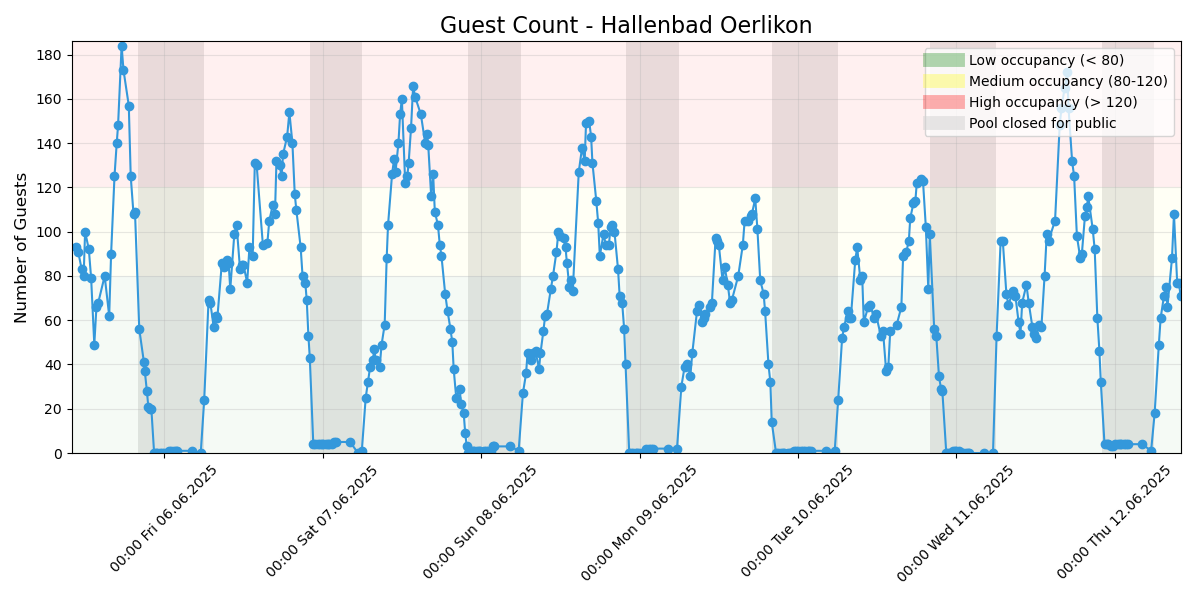 Guest Count - Hallenbad Oerlikon
Number of Guests
180
160
140
120
100
80
60
40
20
0
Low occupancy (< 80)
Medium occupancy (80-120)
High occupancy (> 120)
Pool closed for public
00:00 Fri 06.06.2025
00:00 Sat 07.06.2025
00:00 Sun 08.06.2025
00:00 Mon 09.06.2025
00:00 Tue 10.06.2025
00:00 Wed 11.06.2025
00:00 Thu 12.06.2025